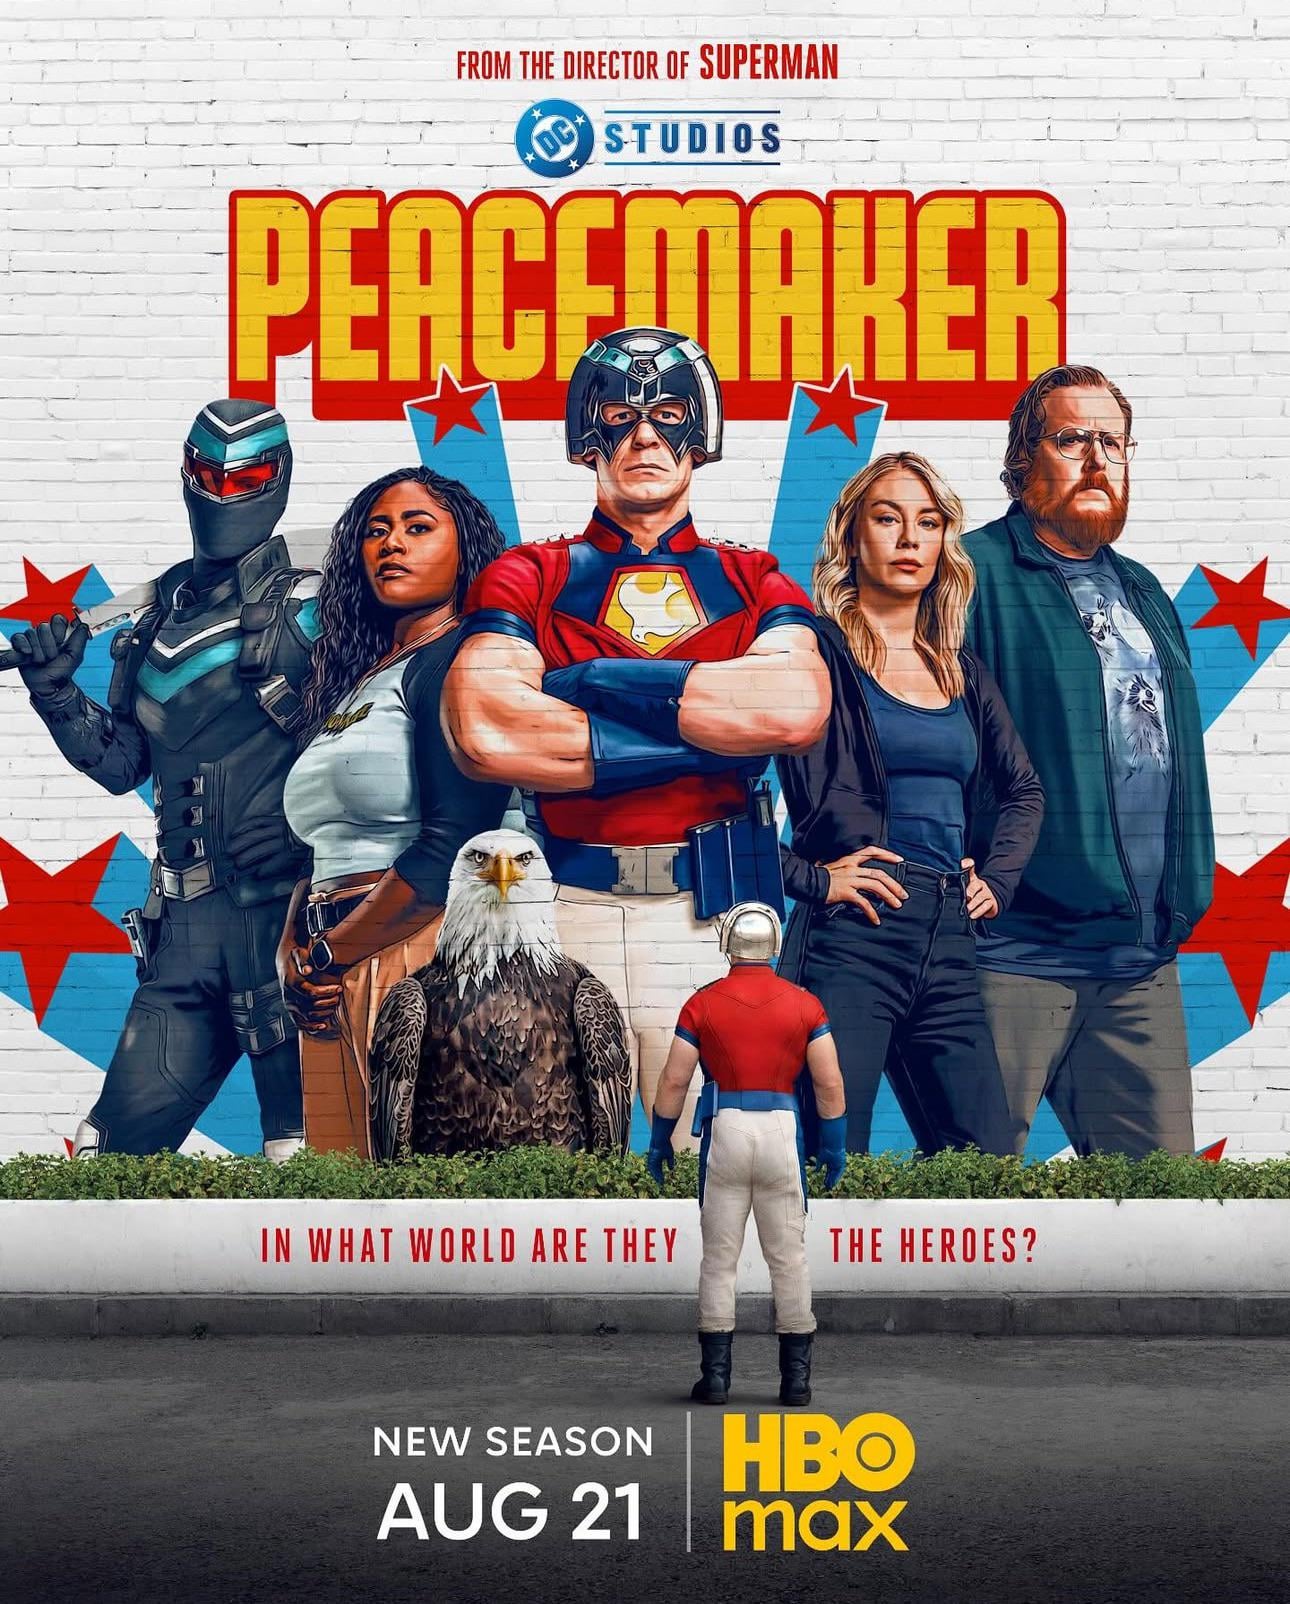 FROM THE DIRECTOR OF SUPERMAN
DC STUDIOS
PEACEMAKER
IN WHAT WORLD ARE THEY THE HEROES?
NEW SEASON
AUG 21
HBO
max